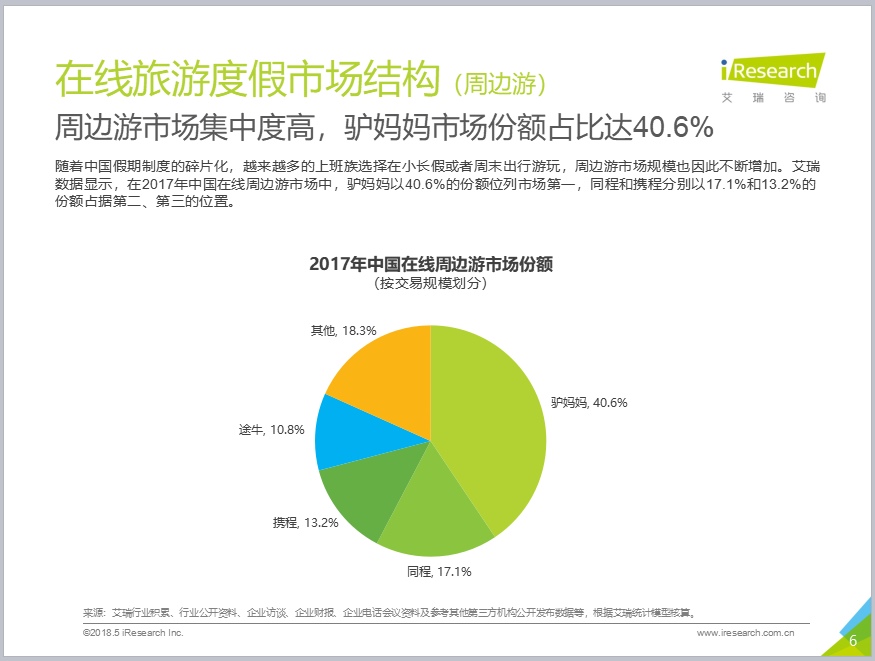 在线旅游度假市场结构（周边游）
iResearch
艾 瑞 咨 询
周边游市场集中度高，驴妈妈市场份额占比达40.6%
随着中国假期制度的碎片化，越来越多的上班族选择在小长假或者周末出行游玩，周边游市场规模也因此不断增加。艾瑞
数据显示，在2017年中国在线周边游市场中，驴妈妈以40.6%的份额位列市场第一，同程和携程分别以17.1%和13.2%的
份额占据第二、第三的位置。
2017年中国在线周边游市场份额
（按交易规模划分）
其他, 18.3%
驴妈妈, 40.6%
途牛, 10.8%
携程, 13.2%
同程, 17.1%
来源：艾瑞行业积累、行业公开资料、企业访谈、企业财报、企业电话会议资料及参考其他第三方机构公开发布数据等，根据艾瑞统计模型核算。
©2018.5 iResearch Inc.
www.iresearch.com.cn
6